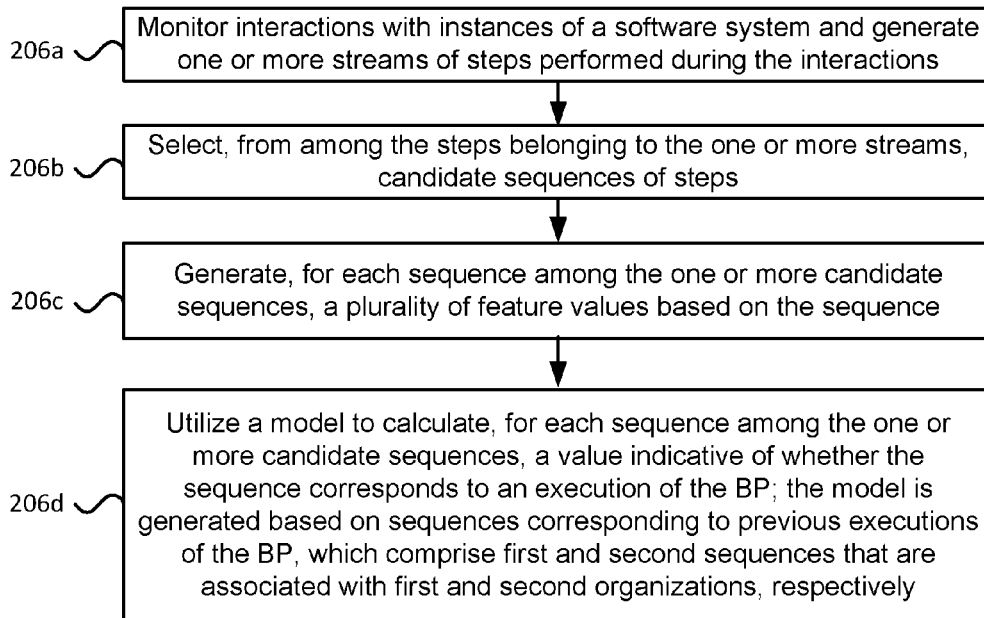 206a
Monitor interactions with instances of a software system and generate
one or more streams of steps performed during the interactions
206b
Select, from among the steps belonging to the one or more streams,
candidate sequences of steps
206c
Generate, for each sequence among the one or more candidate
sequences, a plurality of feature values based on the sequence
206d
Utilize a model to calculate, for each sequence among the one or
more candidate sequences, a value indicative of whether the
sequence corresponds to an execution of the BP; the model is
generated based on sequences corresponding to previous executions
of the BP, which comprise first and second sequences that are
associated with first and second organizations, respectively